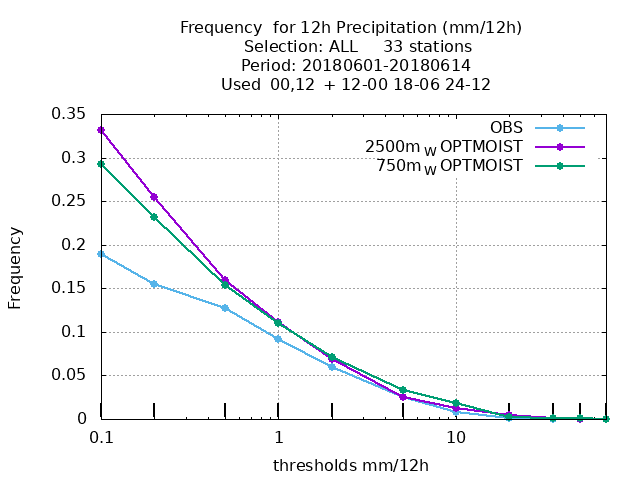 Frequency  for 12h Precipitation (mm/12h)
Selection: ALL     33 stations
Period: 20180601-20180614
Used  00,12  + 12-00 18-06 24-12
OBS
2500m W OPTMOIST
750m W OPTMOIST
Frequency
0.35
0.3
0.25
0.2
0.15
0.1
0.05
0
0.1
1
10
thresholds mm/12h